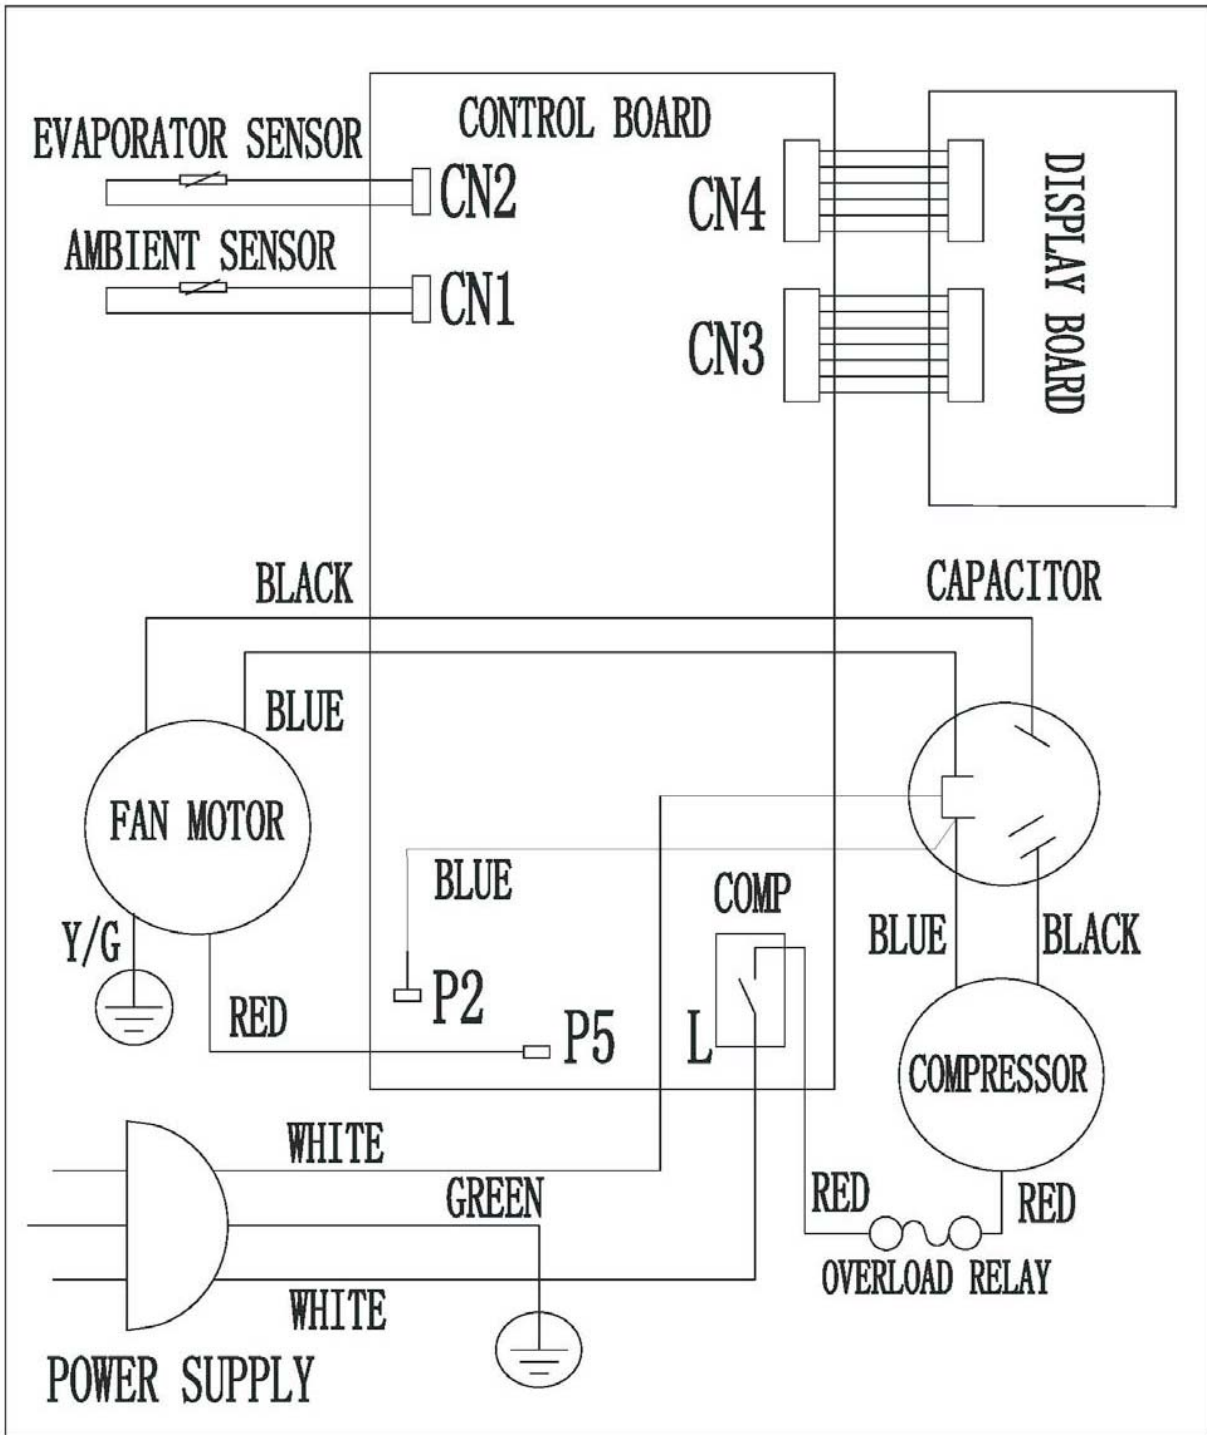 CONTROL BOARD
EVAPORATOR SENSOR
CN2
CN4
DISPLAY BOARD
AMBIENT SENSOR
CN1
CN3
BLACK
CAPACITOR
BLUE
FAN MOTOR
BLUE
COMP
Y/G
BLUE
BLACK
P2
RED
P5
L
COMPRESSOR
WHITE
GREEN
RED
RED
OVERLOAD RELAY
WHITE
POWER SUPPLY